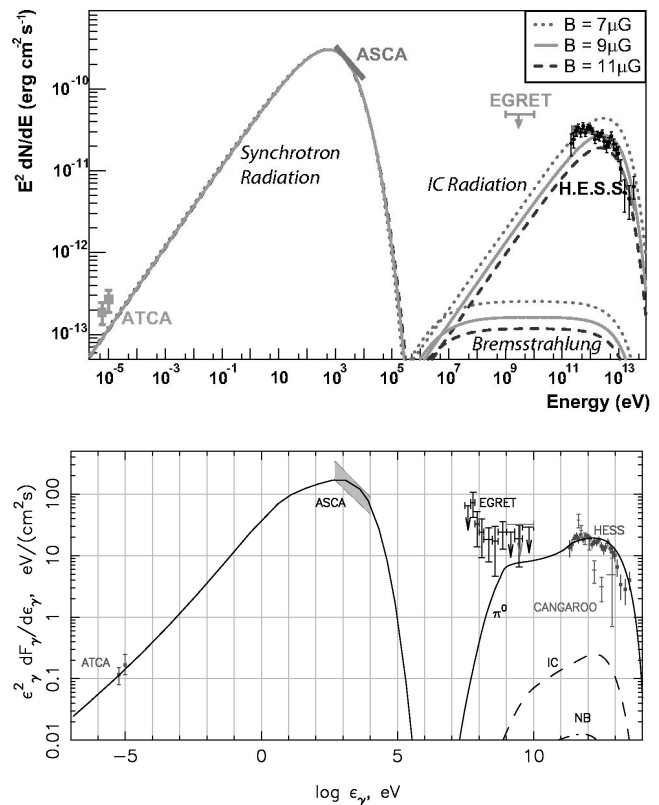 E² dN/dE (erg cm⁻² s⁻¹)
B = 7μG
B = 9μG
B = 11μG
ASCA
EGRET
Synchrotron
Radiation
IC Radiation
H.E.S.S.
ATCA
Bremsstrahlung
10⁻¹⁰
10⁻¹¹
10⁻¹²
10⁻¹³
10⁻⁵ 10⁻³ 10⁻¹ 10 10³ 10⁵ 10⁷ 10⁹ 10¹¹ 10¹³
Energy (eV)
ε²γ dFγ/dεγ, eV/(cm²s)
100
10
1
0.1
0.01
ASCA
EGRET
HESS
π⁰
CANGAROO
ATCA
IC
NB
−5 0 5 10
log εγ, eV